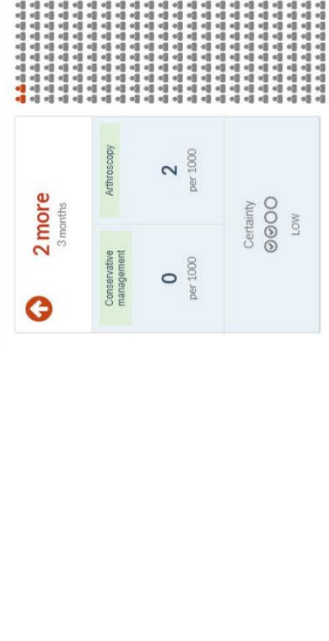 2 more
3 months
Conservative
management
Arthroscopy
0
per 1000
2
per 1000
Certainty
LOW